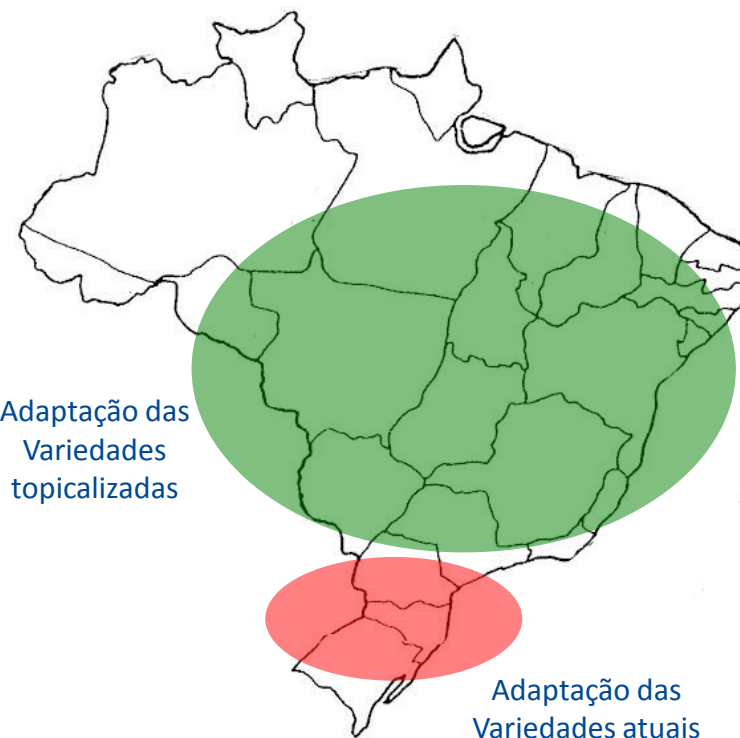 Adaptação das
Variedades
topicalizadas
Adaptação das
Variedades atuais